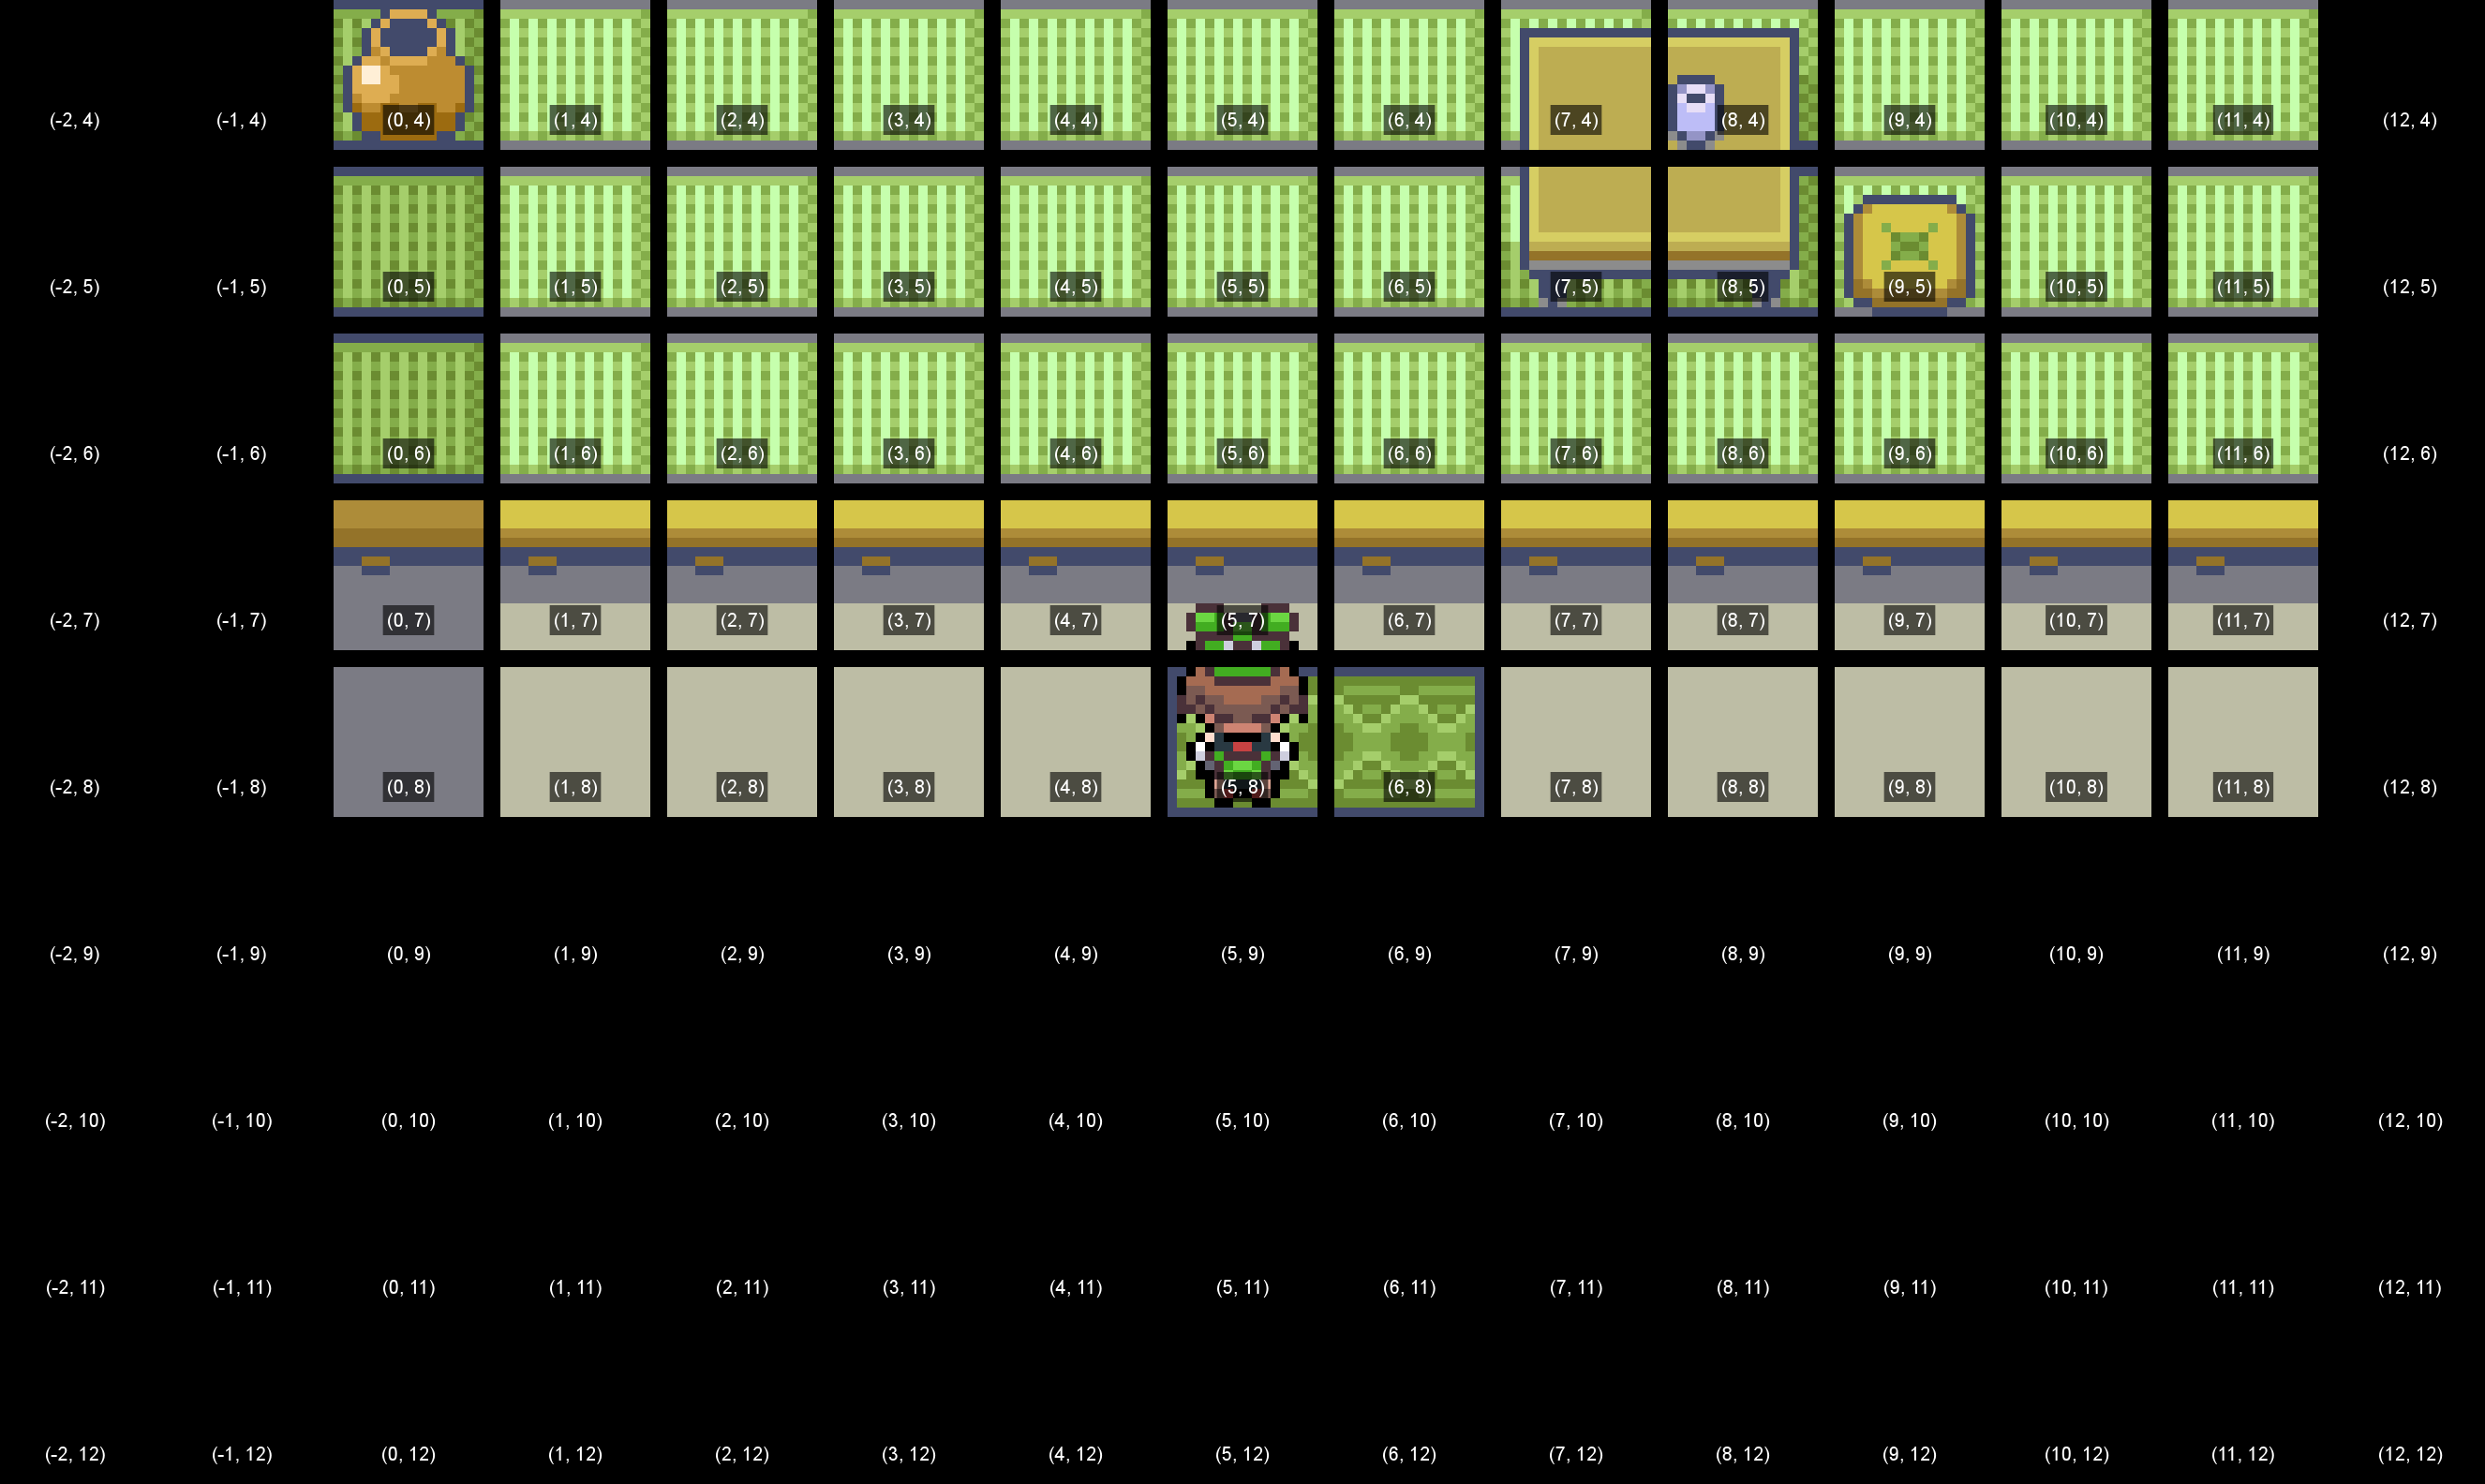 (-2, 4) (-1, 4) (0, 4) (1, 4) (2, 4) (3, 4) (4, 4) (5, 4) (6, 4) (7, 4) (8, 4) (9, 4) (10, 4) (11, 4) (12, 4)
(-2, 5) (-1, 5) (0, 5) (1, 5) (2, 5) (3, 5) (4, 5) (5, 5) (6, 5) (7, 5) (8, 5) (9, 5) (10, 5) (11, 5) (12, 5)
(-2, 6) (-1, 6) (0, 6) (1, 6) (2, 6) (3, 6) (4, 6) (5, 6) (6, 6) (7, 6) (8, 6) (9, 6) (10, 6) (11, 6) (12, 6)
(-2, 7) (-1, 7) (0, 7) (1, 7) (2, 7) (3, 7) (4, 7) (5, 7) (6, 7) (7, 7) (8, 7) (9, 7) (10, 7) (11, 7) (12, 7)
(-2, 8) (-1, 8) (0, 8) (1, 8) (2, 8) (3, 8) (4, 8) (5, 8) (6, 8) (7, 8) (8, 8) (9, 8) (10, 8) (11, 8) (12, 8)
(-2, 9) (-1, 9) (0, 9) (1, 9) (2, 9) (3, 9) (4, 9) (5, 9) (6, 9) (7, 9) (8, 9) (9, 9) (10, 9) (11, 9) (12, 9)
(-2, 10) (-1, 10) (0, 10) (1, 10) (2, 10) (3, 10) (4, 10) (5, 10) (6, 10) (7, 10) (8, 10) (9, 10) (10, 10) (11, 10) (12, 10)
(-2, 11) (-1, 11) (0, 11) (1, 11) (2, 11) (3, 11) (4, 11) (5, 11) (6, 11) (7, 11) (8, 11) (9, 11) (10, 11) (11, 11) (12, 11)
(-2, 12) (-1, 12) (0, 12) (1, 12) (2, 12) (3, 12) (4, 12) (5, 12) (6, 12) (7, 12) (8, 12) (9, 12) (10, 12) (11, 12) (12, 12)